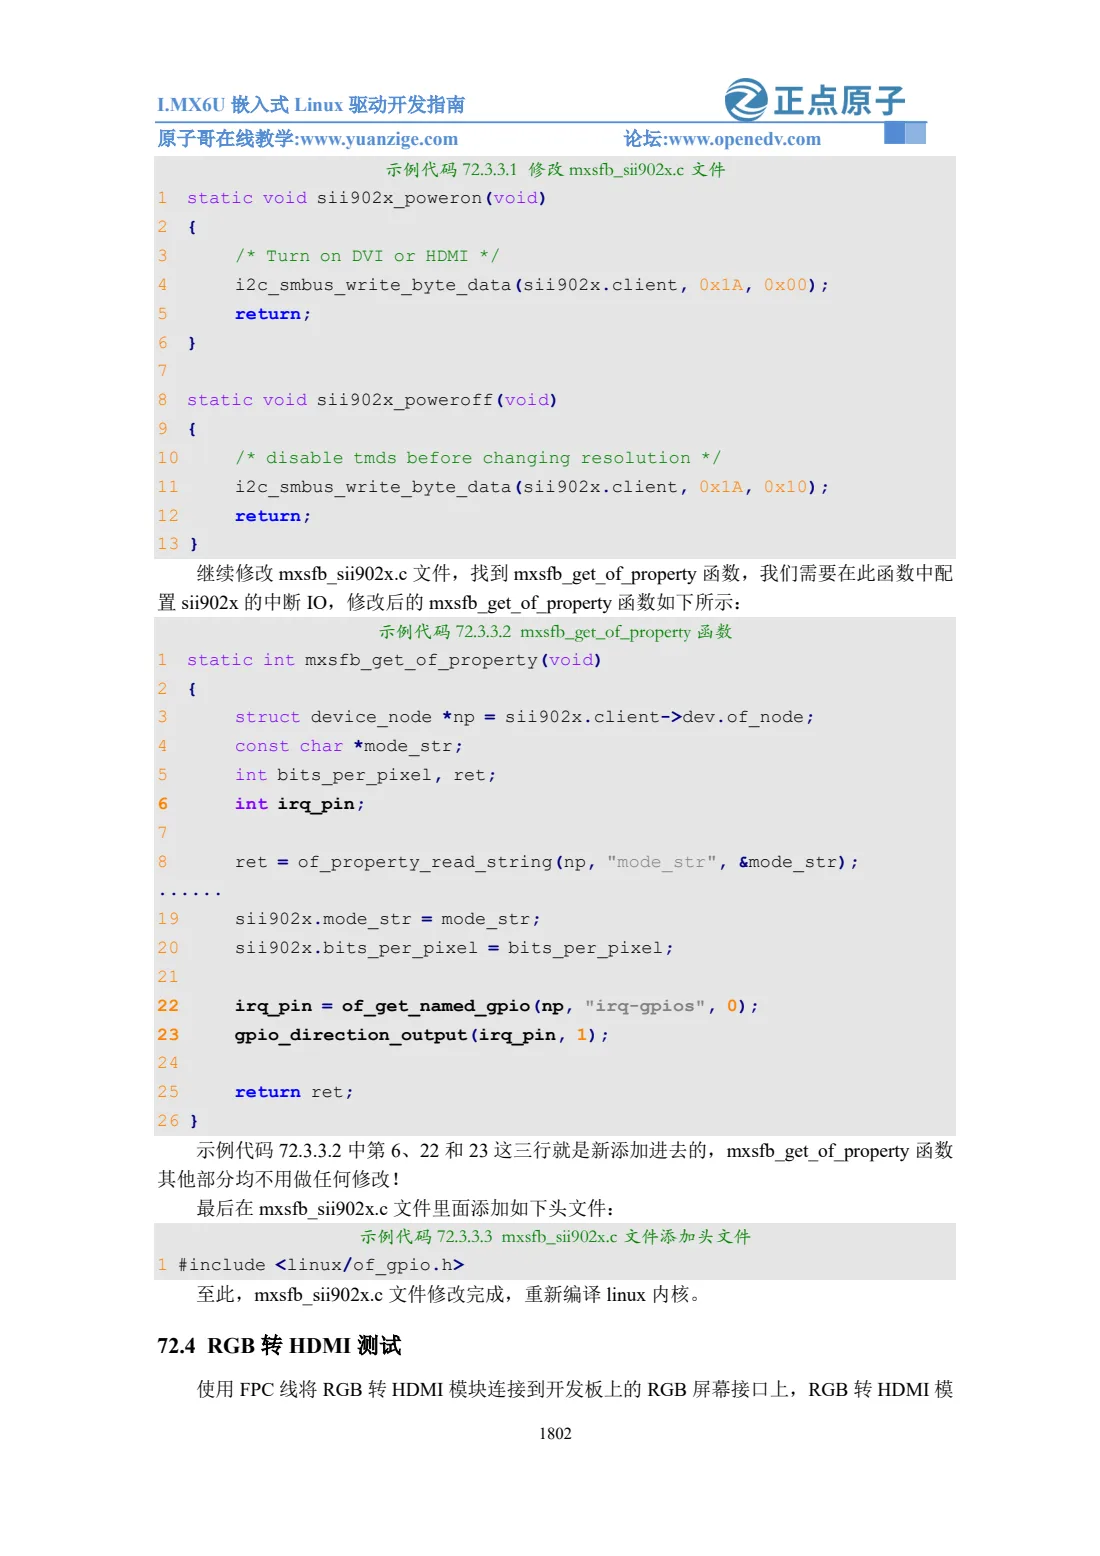 I.MX6U 嵌入式 Linux 驱动开发指南
正点原子
原子哥在线教学:www.yuanzige.com 论坛:www.openedv.com
示例代码 72.3.3.1 修改 mxsfb_sii902x.c 文件
1 static void sii902x_poweron(void)
2 {
3 /* Turn on DVI or HDMI */
4 i2c_smbus_write_byte_data(sii902x.client, 0x1A, 0x00);
5 return;
6 }
7
8 static void sii902x_poweroff(void)
9 {
10 /* disable tmds before changing resolution */
11 i2c_smbus_write_byte_data(sii902x.client, 0x1A, 0x10);
12 return;
13 }
继续修改 mxsfb_sii902x.c 文件，找到 mxsfb_get_of_property 函数，我们需要在此函数中配
置 sii902x 的中断 IO，修改后的 mxsfb_get_of_property 函数如下所示：
示例代码 72.3.3.2 mxsfb_get_of_property 函数
1 static int mxsfb_get_of_property(void)
2 {
3 struct device_node *np = sii902x.client->dev.of_node;
4 const char *mode_str;
5 int bits_per_pixel, ret;
6 int irq_pin;
7
8 ret = of_property_read_string(np, "mode_str", &mode_str);
......
19 sii902x.mode_str = mode_str;
20 sii902x.bits_per_pixel = bits_per_pixel;
21
22 irq_pin = of_get_named_gpio(np, "irq-gpios", 0);
23 gpio_direction_output(irq_pin, 1);
24
25 return ret;
26 }
示例代码 72.3.3.2 中第 6、22 和 23 这三行就是新添加进去的，mxsfb_get_of_property 函数
其他部分均不用做任何修改！
最后在 mxsfb_sii902x.c 文件里面添加如下头文件：
示例代码 72.3.3.3 mxsfb_sii902x.c 文件添加头文件
1 #include <linux/of_gpio.h>
至此，mxsfb_sii902x.c 文件修改完成，重新编译 linux 内核。
72.4 RGB 转 HDMI 测试
使用 FPC 线将 RGB 转 HDMI 模块连接到开发板上的 RGB 屏幕接口上，RGB 转 HDMI 模
1802